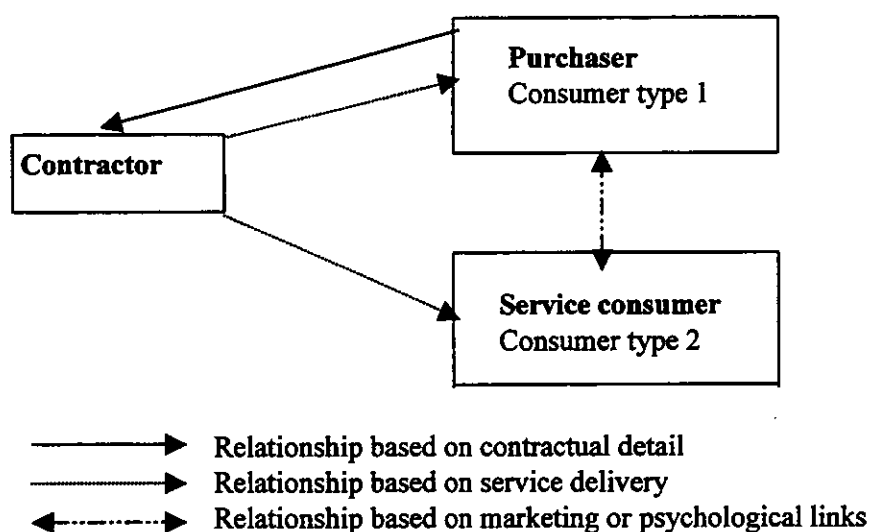 Purchaser
Consumer type 1
Contractor
Service consumer
Consumer type 2
Relationship based on contractual detail
Relationship based on service delivery
Relationship based on marketing or psychological links